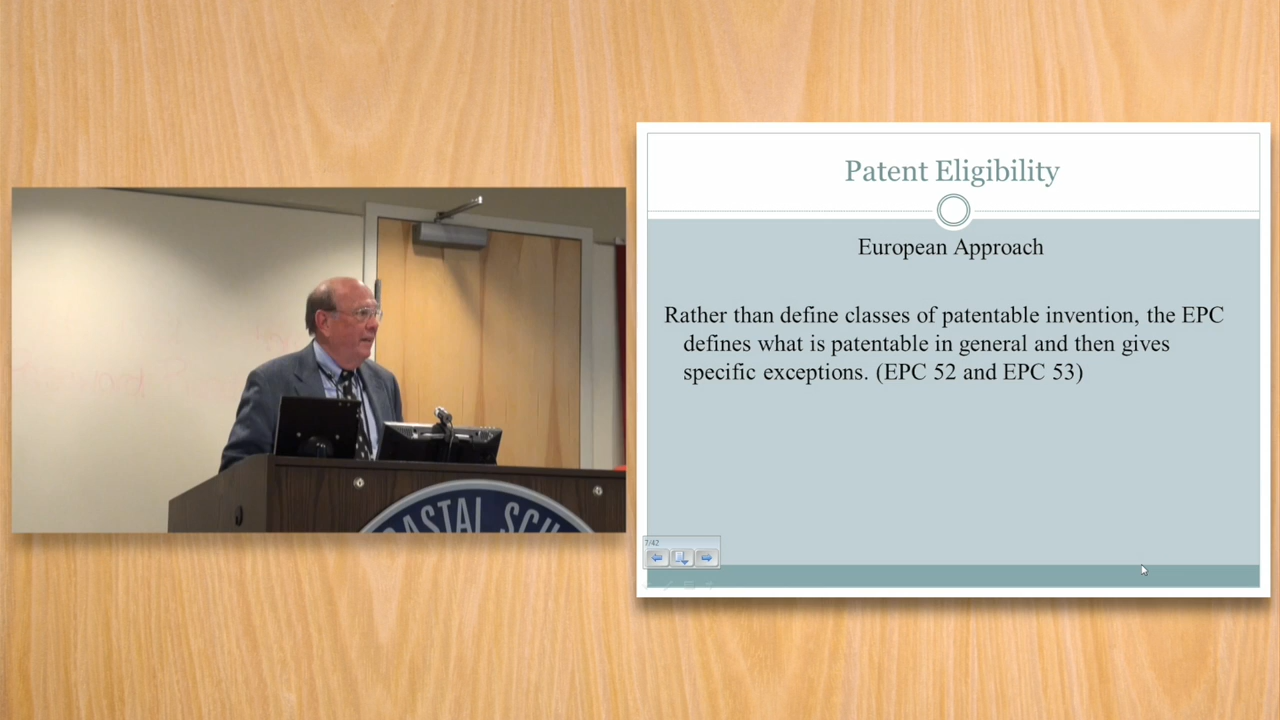 Patent Eligibility
European Approach
Rather than define classes of patentable invention, the EPC
defines what is patentable in general and then gives
specific exceptions. (EPC 52 and EPC 53)
7/42